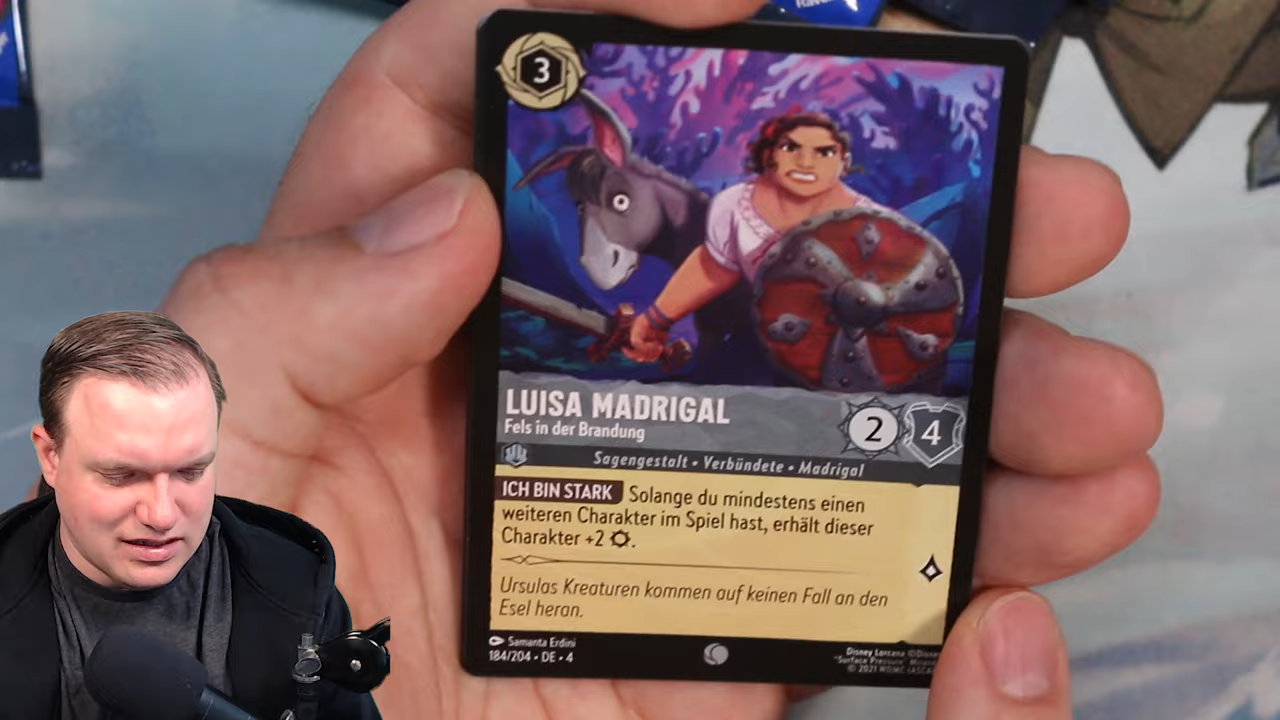 3
LUISA MADRIGAL
Fels in der Brandung
2 4
Sagengestalt • Verbündete • Madrigal
ICH BIN STARK Solange du mindestens einen
weiteren Charakter im Spiel hast, erhält dieser
Charakter +2
Ursulas Kreaturen kommen auf keinen Fall an den
Esel heran.
Samanta Erdini
184/204 • DE • 4
Disney Lorcana ©Disney
"Surface Pressure"
© 2021